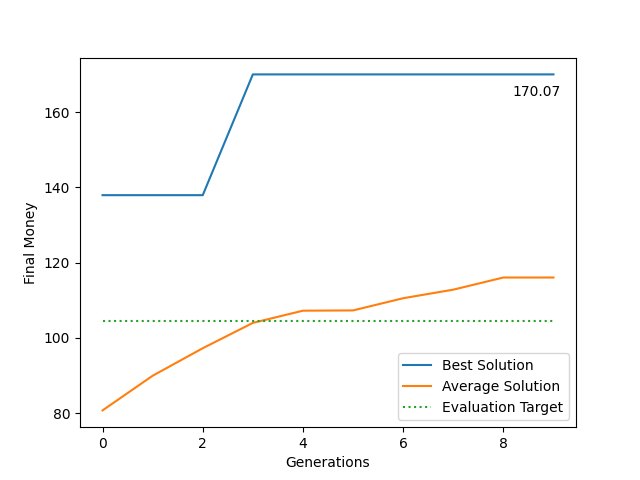 160
140
120
100
80
Final Money
170.07
Best Solution
Average Solution
Evaluation Target
0
2
4
6
8
Generations